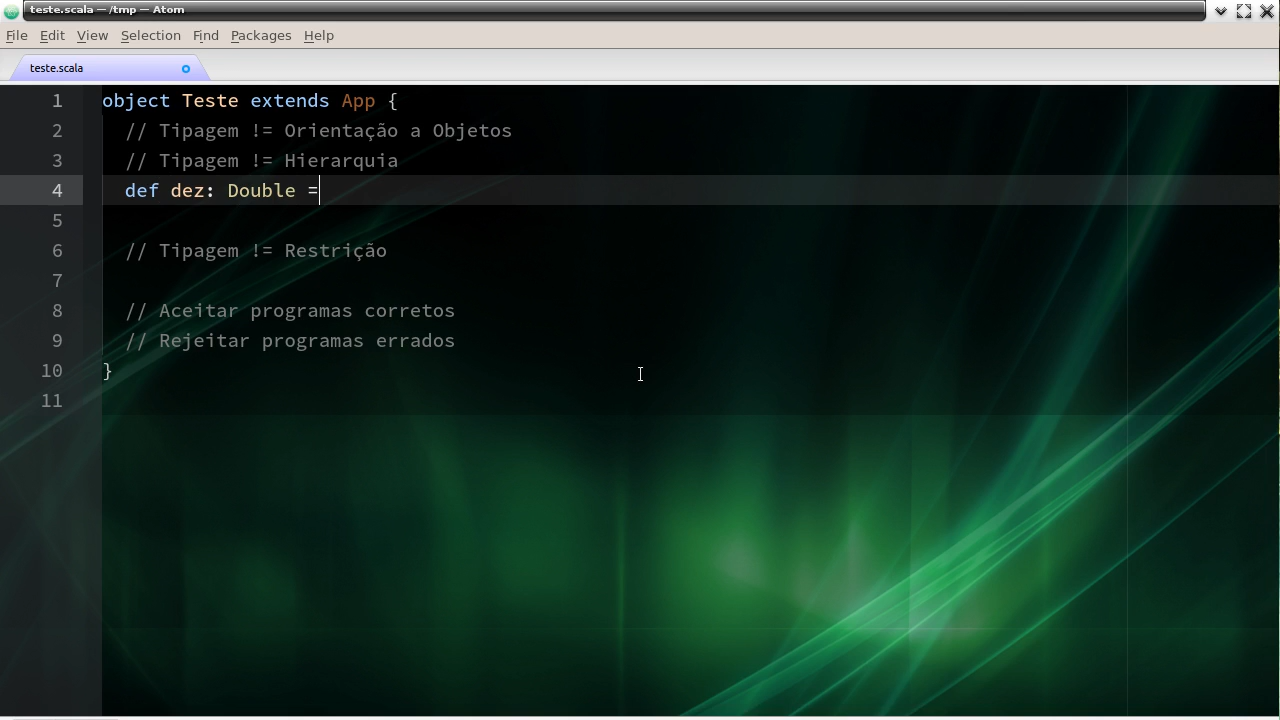 teste.scala — /tmp — Atom
File Edit View Selection Find Packages Help
teste.scala
1 object Teste extends App {
2 // Tipagem != Orientação a Objetos
3 // Tipagem != Hierarquia
4 def dez: Double =
5
6 // Tipagem != Restrição
7
8 // Aceitar programas corretos
9 // Rejeitar programas errados
10 }
11